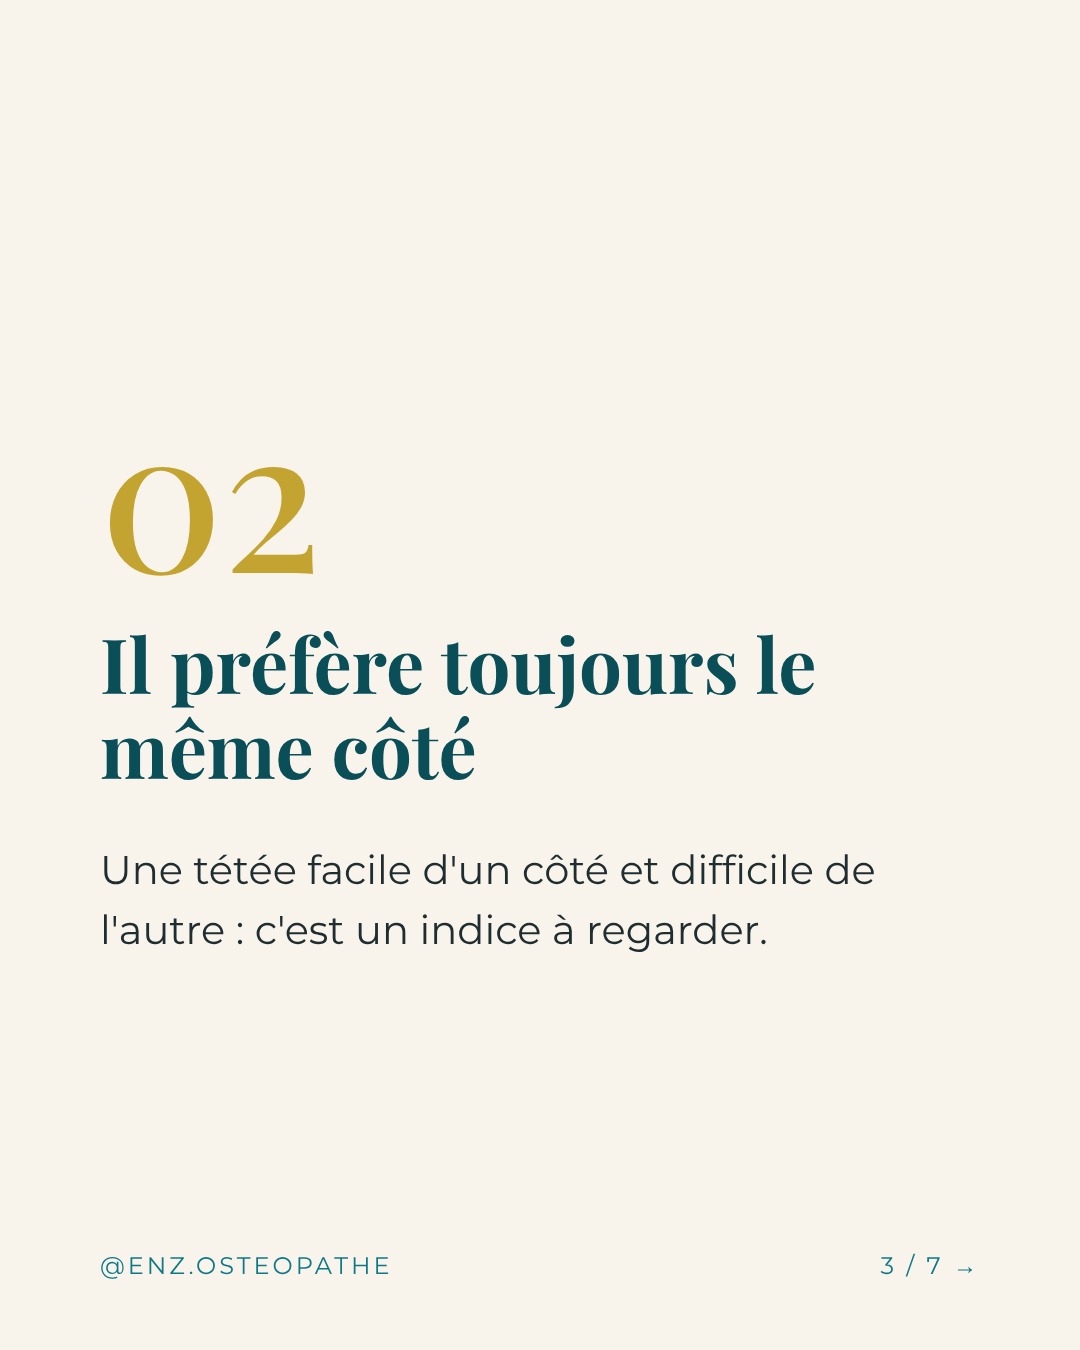 02
Il préfère toujours le
même côté
Une tétée facile d'un côté et difficile de
l'autre : c'est un indice à regarder.
@ENZ.OSTEOPATHE
3 / 7 →